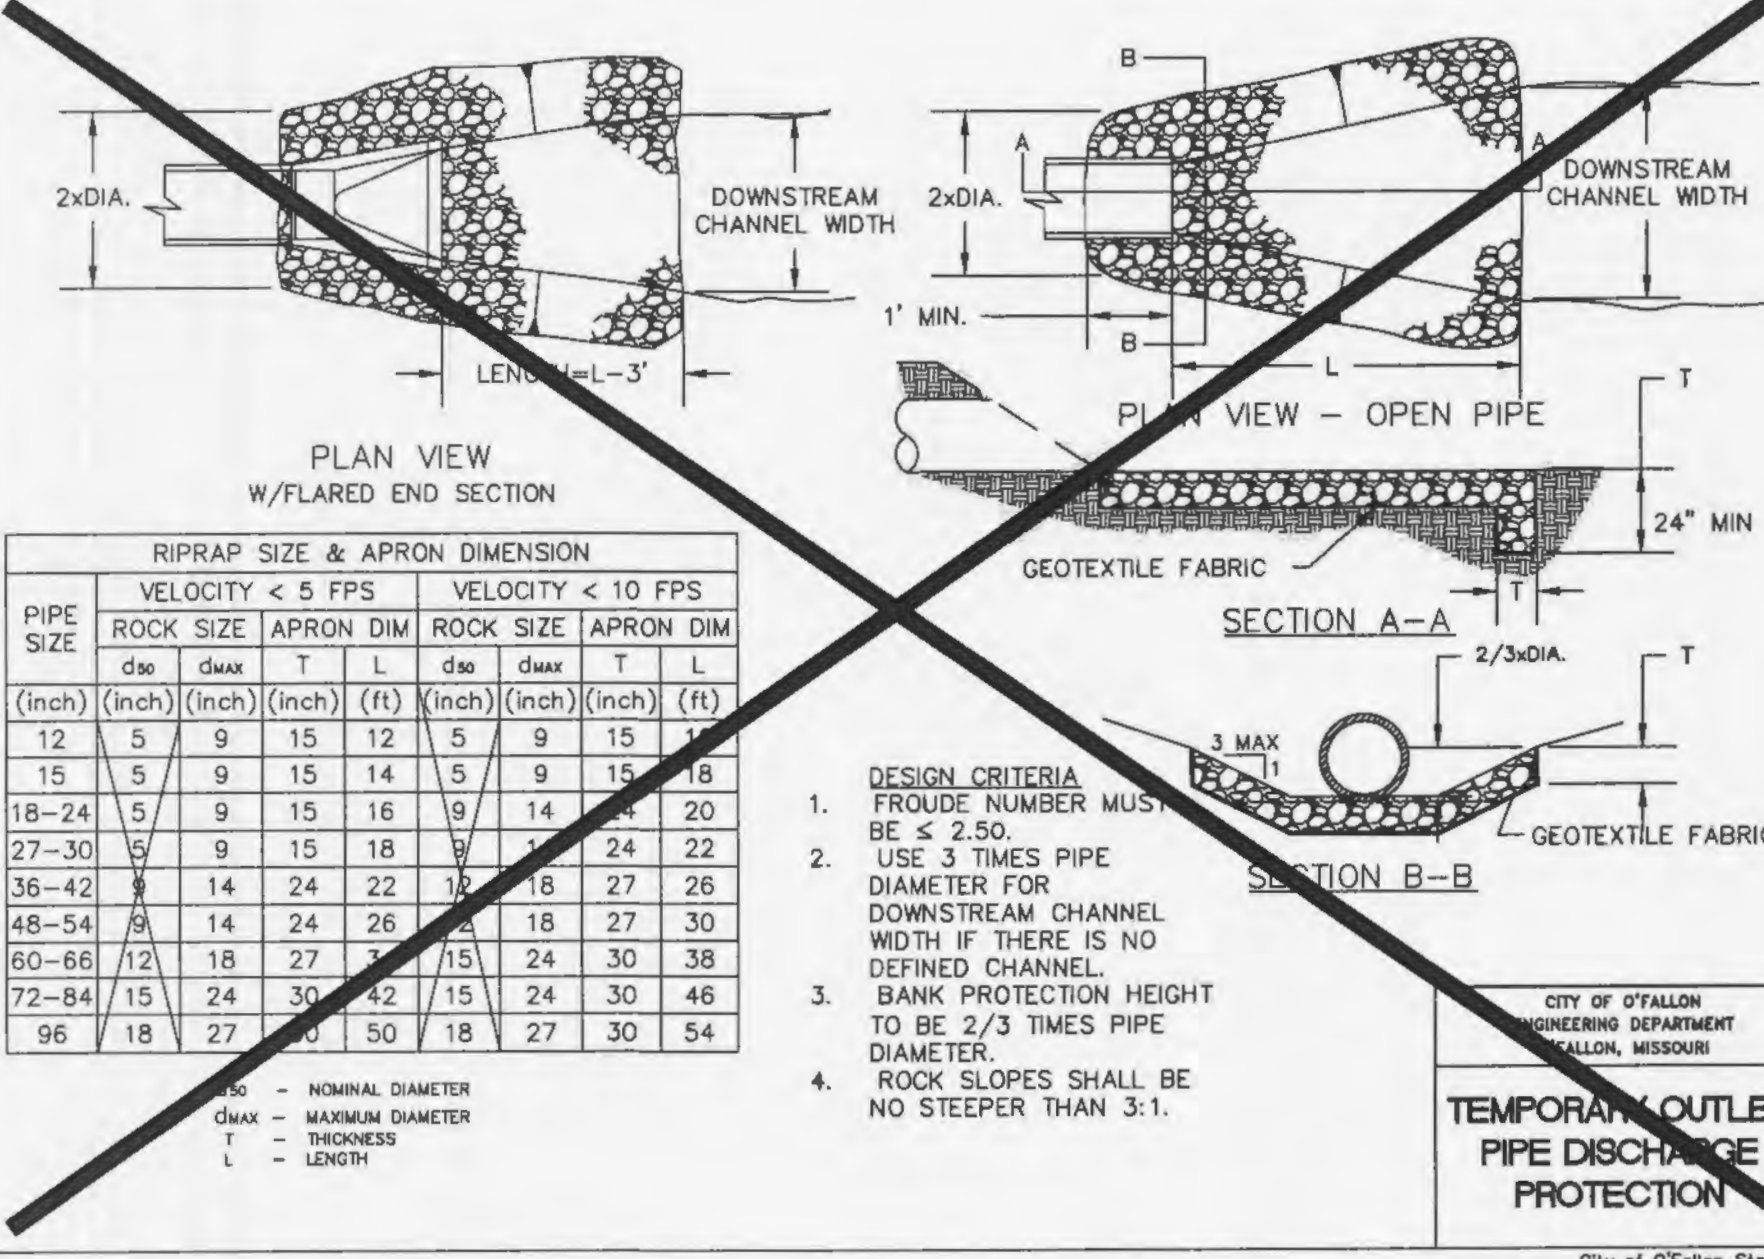 2xDIA.
DOWNSTREAM
CHANNEL WIDTH
LENGTH=L-3'
PLAN VIEW
W/FLARED END SECTION
B
A
A
2xDIA.
DOWNSTREAM
CHANNEL WIDTH
1' MIN.
B
L
PLAN VIEW - OPEN PIPE
T
24" MIN
GEOTEXTILE FABRIC
T
SECTION A-A
2/3xDIA.
T
3 MAX
1
GEOTEXTILE FABRIC
SECTION B-B
RIPRAP SIZE & APRON DIMENSION
PIPE SIZE VELOCITY < 5 FPS VELOCITY < 10 FPS
ROCK SIZE APRON DIM ROCK SIZE APRON DIM
d50 dMAX T L d50 dMAX T L
(inch) (inch) (inch) (inch) (ft) (inch) (inch) (inch) (ft)
12 5 9 15 12 5 9 15
15 5 9 15 14 5 9 15 18
18-24 5 9 15 16 9 14 20
27-30 5 9 15 18 9 24 22
36-42 9 14 24 22 12 18 27 26
48-54 9 14 24 26 18 27 30
60-66 12 18 27 15 24 30 38
72-84 15 24 30 42 15 24 30 46
96 18 27 50 18 27 30 54
d50 - NOMINAL DIAMETER
dMAX - MAXIMUM DIAMETER
T - THICKNESS
L - LENGTH
DESIGN CRITERIA
1. FROUDE NUMBER MUST
BE ≤ 2.50.
2. USE 3 TIMES PIPE
DIAMETER FOR
DOWNSTREAM CHANNEL
WIDTH IF THERE IS NO
DEFINED CHANNEL.
3. BANK PROTECTION HEIGHT
TO BE 2/3 TIMES PIPE
DIAMETER.
4. ROCK SLOPES SHALL BE
NO STEEPER THAN 3:1.
CITY OF O'FALLON
ENGINEERING DEPARTMENT
O'FALLON, MISSOURI
TEMPORARY OUTLE
PIPE DISCHARGE
PROTECTION